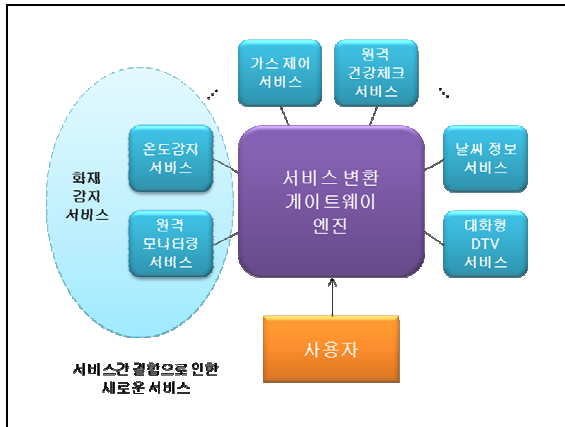 가스 제어
서비스
원격
건강체크
서비스
온도감지
서비스
화재
감지
서비스
원격
모니타링
서비스
서비스 변환
게이트웨이
엔진
날씨 정보
서비스
대화형
DTV
서비스
사용자
서비스간 결합으로 인한
새로운 서비스